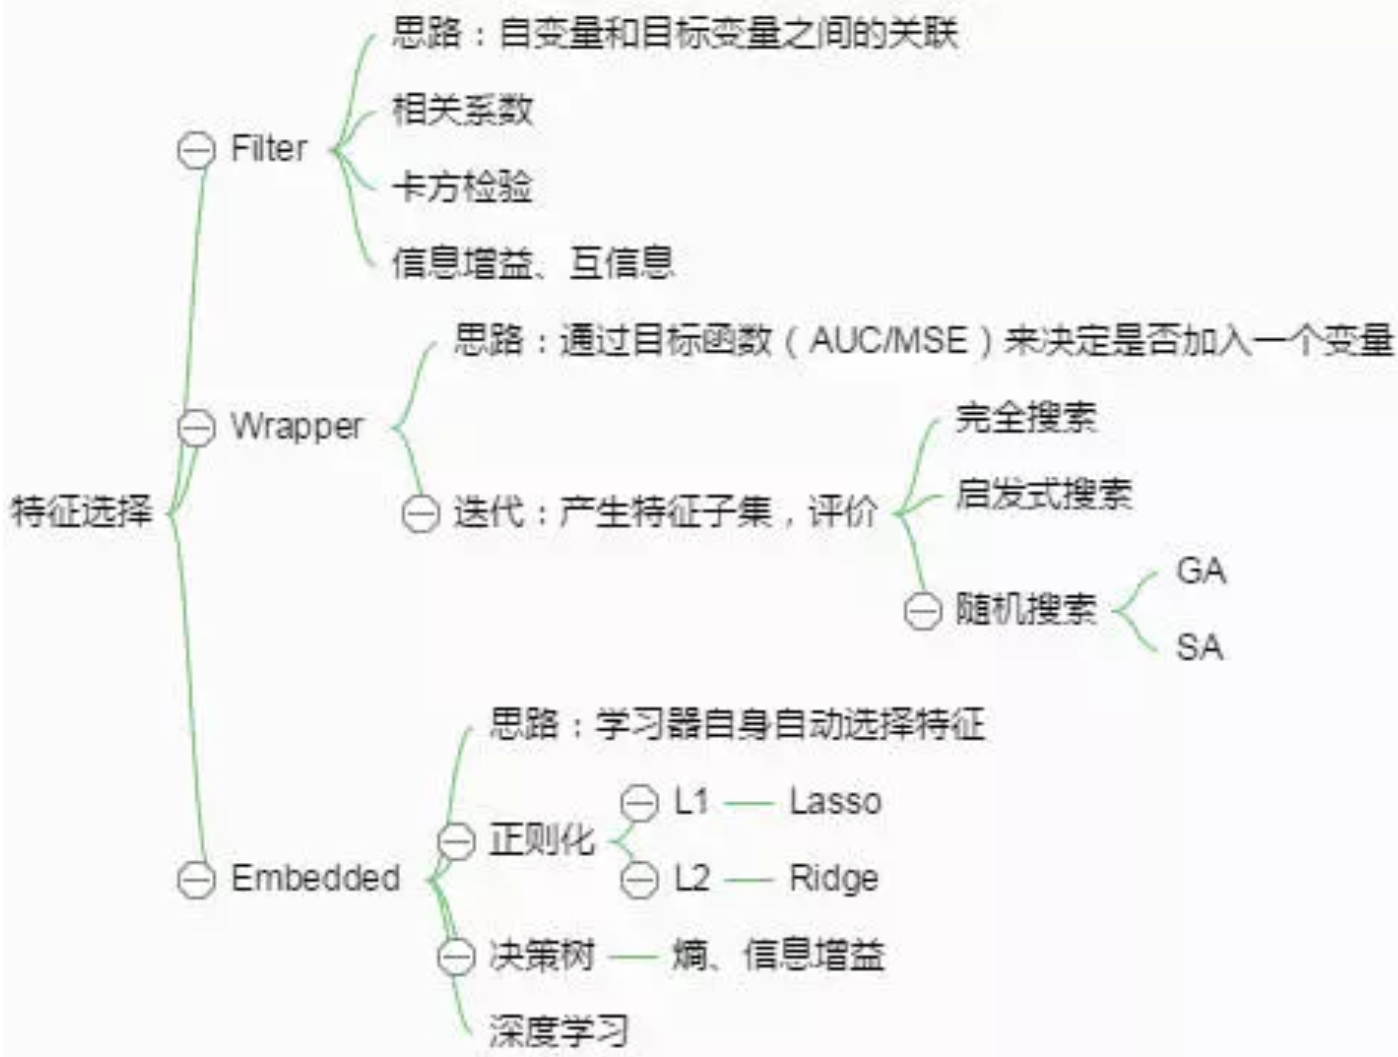 思路：自变量和目标变量之间的关联
相关系数
Filter
卡方检验
信息增益、互信息
思路：通过目标函数（AUC/MSE）来决定是否加入一个变量
完全搜索
Wrapper
启发式搜索
特征选择
迭代：产生特征子集，评价
GA
随机搜索
SA
思路：学习器自身自动选择特征
L1
Lasso
正则化
L2
Ridge
Embedded
决策树
熵、信息增益
深度学习